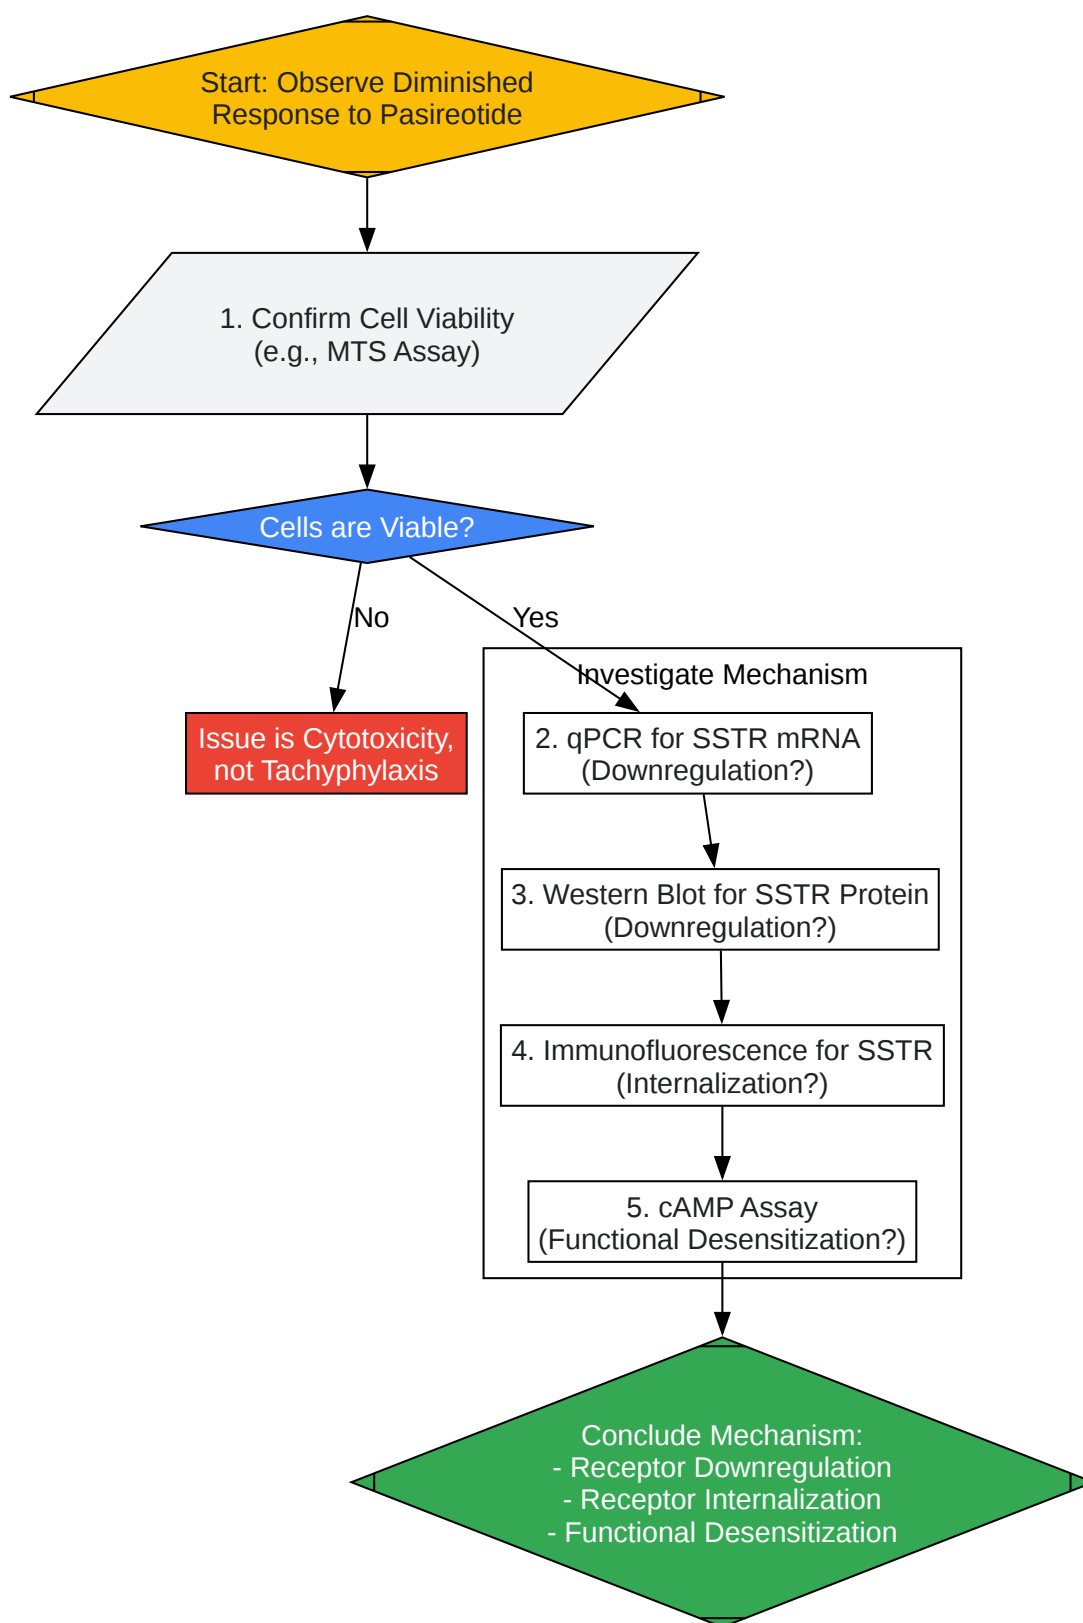 Start: Observe Diminished
Response to Pasireotide
1. Confirm Cell Viability
(e.g., MTS Assay)
Cells are Viable?
No
Yes
Investigate Mechanism
Issue is Cytotoxicity,
not Tachyphylaxis
2. qPCR for SSTR mRNA
(Downregulation?)
3. Western Blot for SSTR Protein
(Downregulation?)
4. Immunofluorescence for SSTR
(Internalization?)
5. cAMP Assay
(Functional Desensitization?)
Conclude Mechanism:
- Receptor Downregulation
- Receptor Internalization
- Functional Desensitization